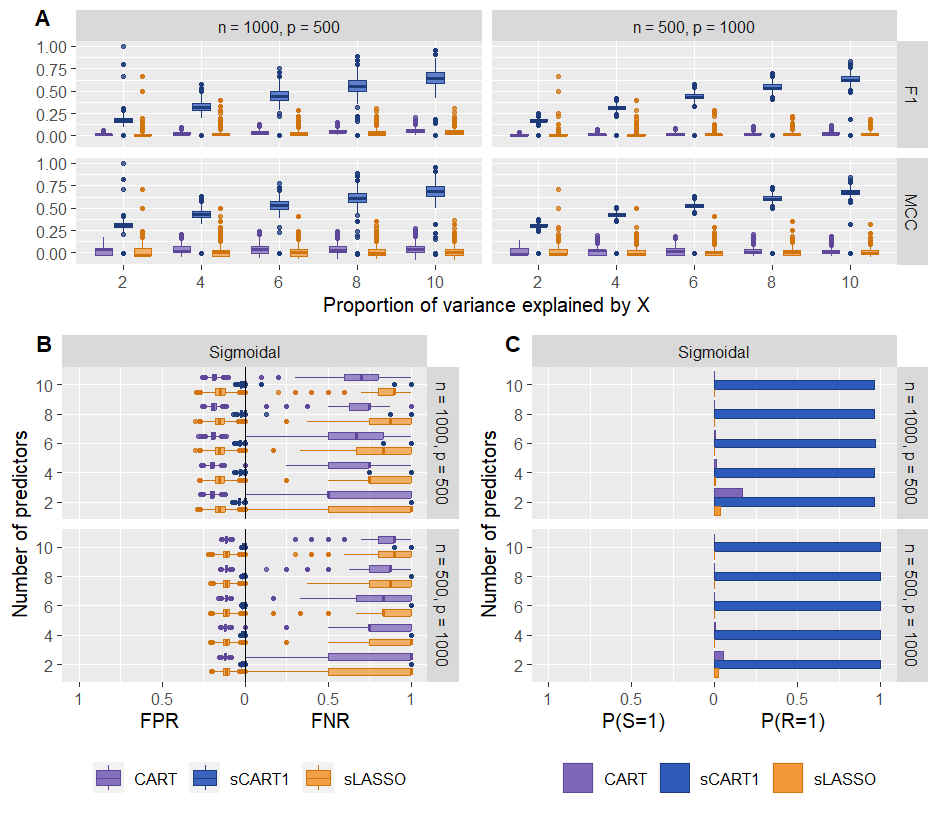 A
n = 1000, p = 500
n = 500, p = 1000
1.00
0.75
0.50
0.25
0.00
F1
1.00
0.75
0.50
0.25
0.00
MCC
2 4 6 8 10
2 4 6 8 10
Proportion of variance explained by X
B
Sigmoidal
Number of predictors
10
8
6
4
2
n = 1000, p = 500
10
8
6
4
2
n = 500, p = 1000
1 0.5 0 0.5 1
FPR FNR
CART sCART1 sLASSO
C
Sigmoidal
Number of predictors
10
8
6
4
2
n = 1000, p = 500
10
8
6
4
2
n = 500, p = 1000
1 0.5 0 0.5 1
P(S=1) P(R=1)
CART sCART1 sLASSO